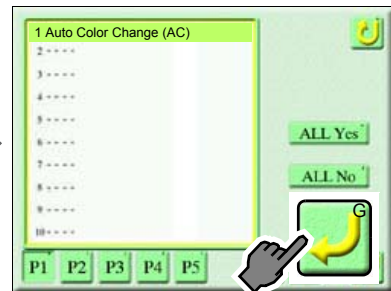 1 Auto Color Change (AC)
2 - - - -
3 - - - -
4 - - - -
5 - - - -
6 - - - -
7 - - - -
8 - - - -
9 - - - -
10 - - - -
ALL Yes
ALL No
G
P1 P2 P3 P4 P5